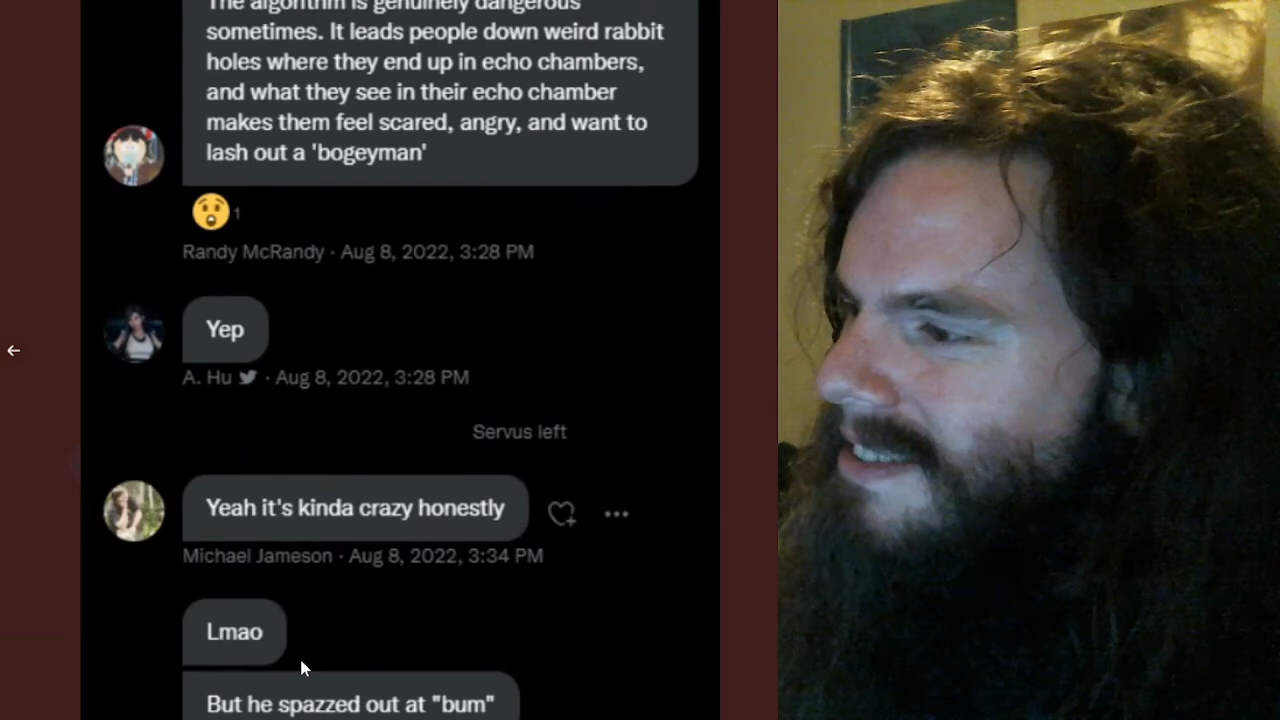 The algorithm is genuinely dangerous
sometimes. It leads people down weird rabbit
holes where they end up in echo chambers,
and what they see in their echo chamber
makes them feel scared, angry, and want to
lash out a 'bogeyman'
1
Randy McRandy · Aug 8, 2022, 3:28 PM
Yep
A. Hu · Aug 8, 2022, 3:28 PM
Servus left
Yeah it's kinda crazy honestly
Michael Jameson · Aug 8, 2022, 3:34 PM
Lmao
But he spazzed out at "bum"